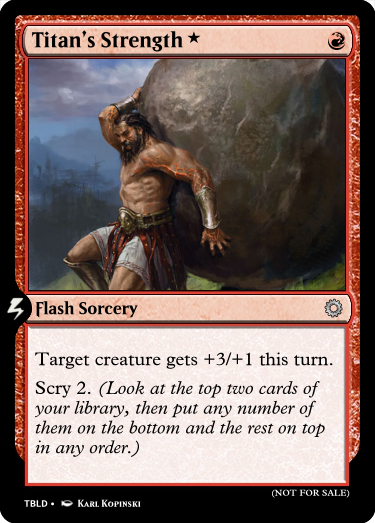 Titan's Strength ★
Flash Sorcery
Target creature gets +3/+1 this turn.
Scry 2. (Look at the top two cards of
your library, then put any number of
them on the bottom and the rest on top
in any order.)
(NOT FOR SALE)
TBLD • Karl Kopinski